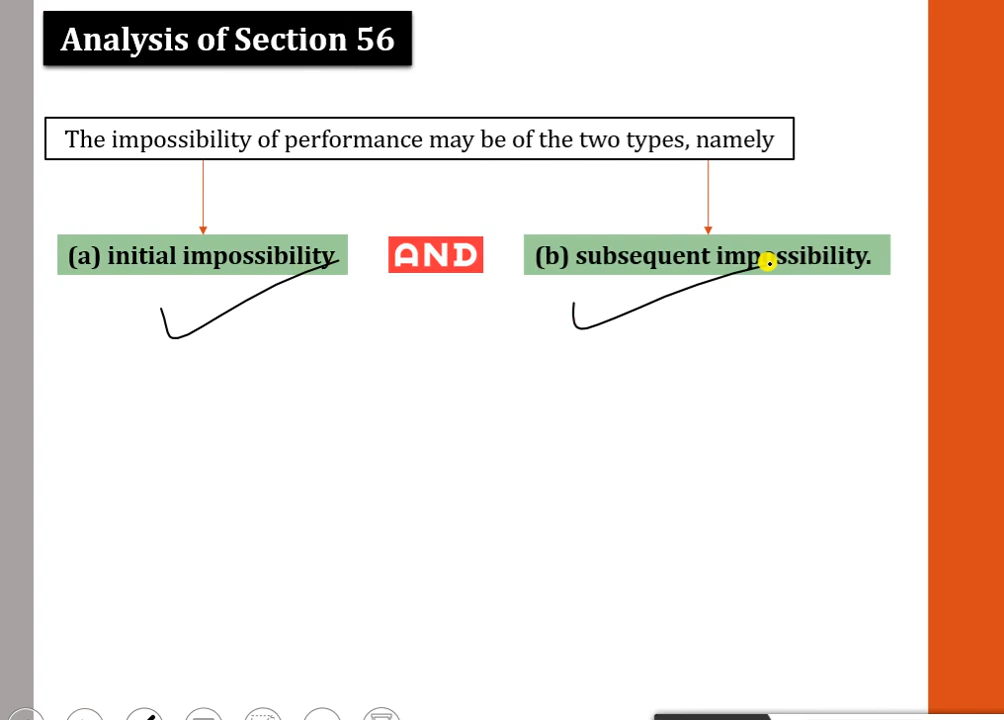 Analysis of Section 56
The impossibility of performance may be of the two types, namely
(a) initial impossibility AND (b) subsequent impossibility.